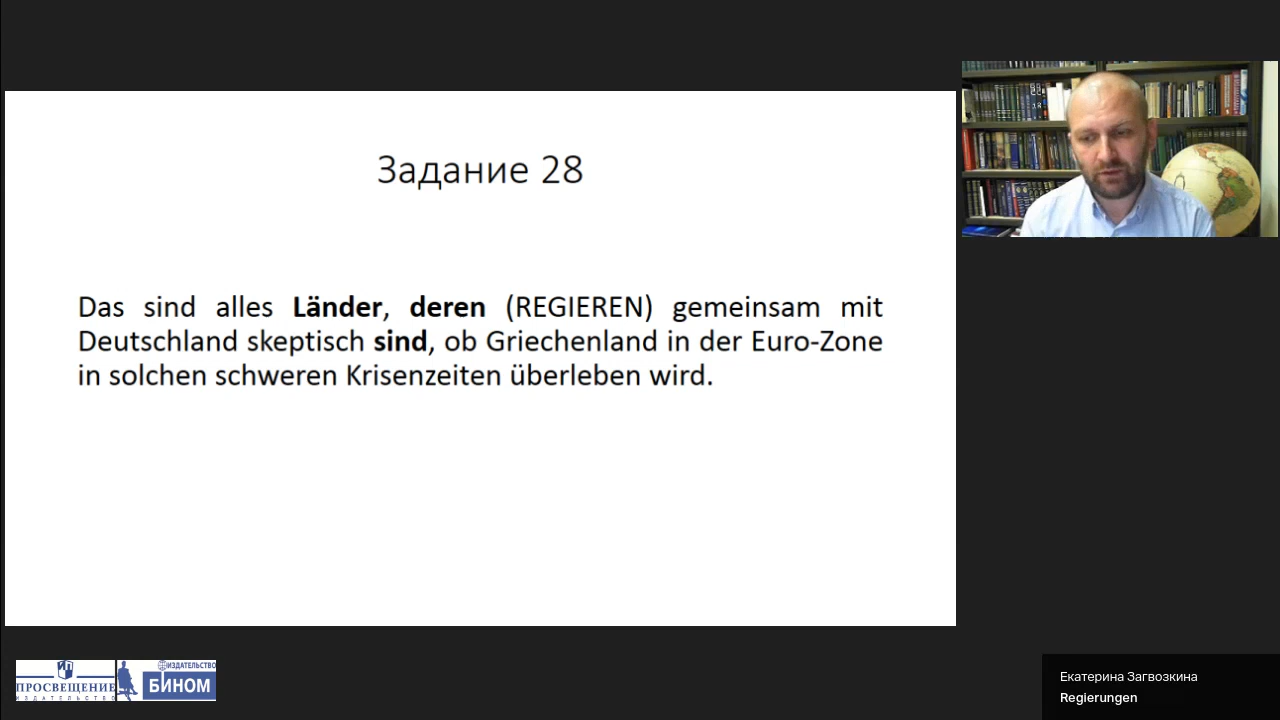 Задание 28
Das sind alles Länder, deren (REGIEREN) gemeinsam mit
Deutschland skeptisch sind, ob Griechenland in der Euro-Zone
in solchen schweren Krisenzeiten überleben wird.
ПРОСВЕЩЕНИЕ
ИЗДАТЕЛЬСТВО
ИЗДАТЕЛЬСТВО
БИНОМ
Екатерина Загвозкина
Regierungen